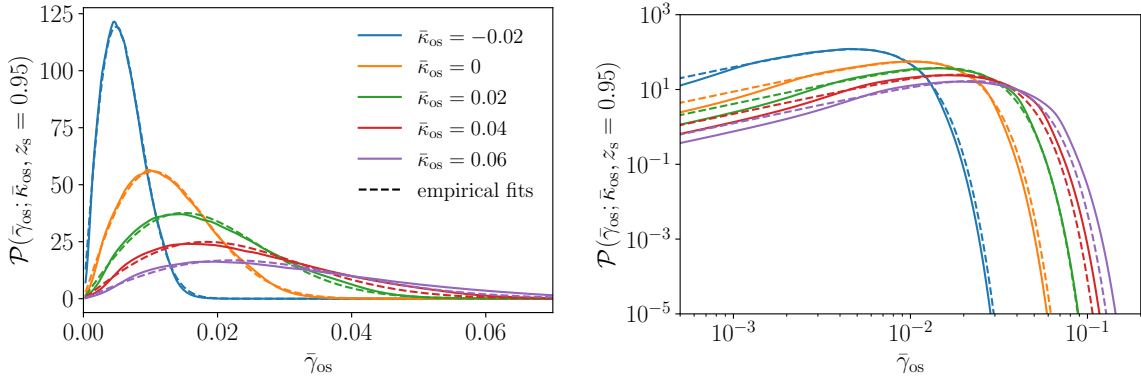 125
100
75
50
25
0
0.00 0.02 0.04 0.06
γ̄os
P(γ̄os; κ̄os, zs = 0.95)
κ̄os = −0.02
κ̄os = 0
κ̄os = 0.02
κ̄os = 0.04
κ̄os = 0.06
empirical fits
10³
10¹
10⁻¹
10⁻³
10⁻⁵
10⁻³ 10⁻² 10⁻¹
γ̄os
P(γ̄os; κ̄os, zs = 0.95)